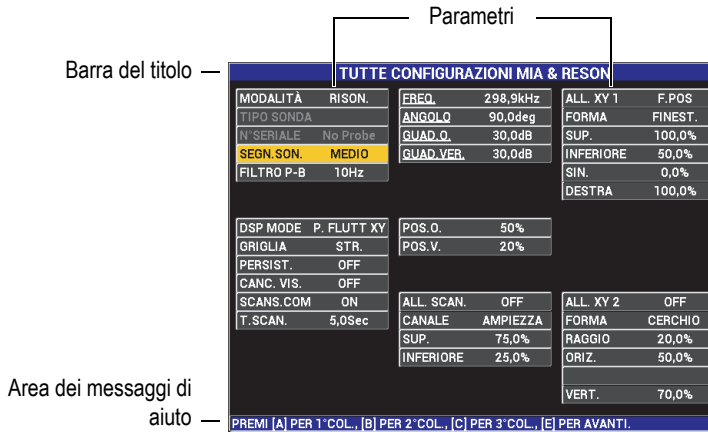 Parametri
Barra del titolo
TUTTE CONFIGURAZIONI MIA & RESON
MODALITÀ RISON.
TIPO SONDA
N°SERIALE No Probe
SEGN.SON. MEDIO
FILTRO P-B 10Hz
FREQ. 298,9kHz
ANGOLO 90,0deg
GUAD.O. 30,0dB
GUAD.VER. 30,0dB
ALL. XY 1 F.POS
FORMA FINEST.
SUP. 100,0%
INFERIORE 50,0%
SIN. 0,0%
DESTRA 100,0%
DSP MODE P. FLUTT XY
GRIGLIA STR.
PERSIST. OFF
CANC. VIS. OFF
SCANS.COM ON
T.SCAN. 5,0Sec
POS.O. 50%
POS.V. 20%
ALL. SCAN. OFF
CANALE AMPIEZZA
SUP. 75,0%
INFERIORE 25,0%
ALL. XY 2 OFF
FORMA CERCHIO
RAGGIO 20,0%
ORIZ. 50,0%
VERT. 70,0%
Area dei messaggi di
aiuto
PREMI [A] PER 1°COL., [B] PER 2°COL., [C] PER 3°COL., [E] PER AVANTI.